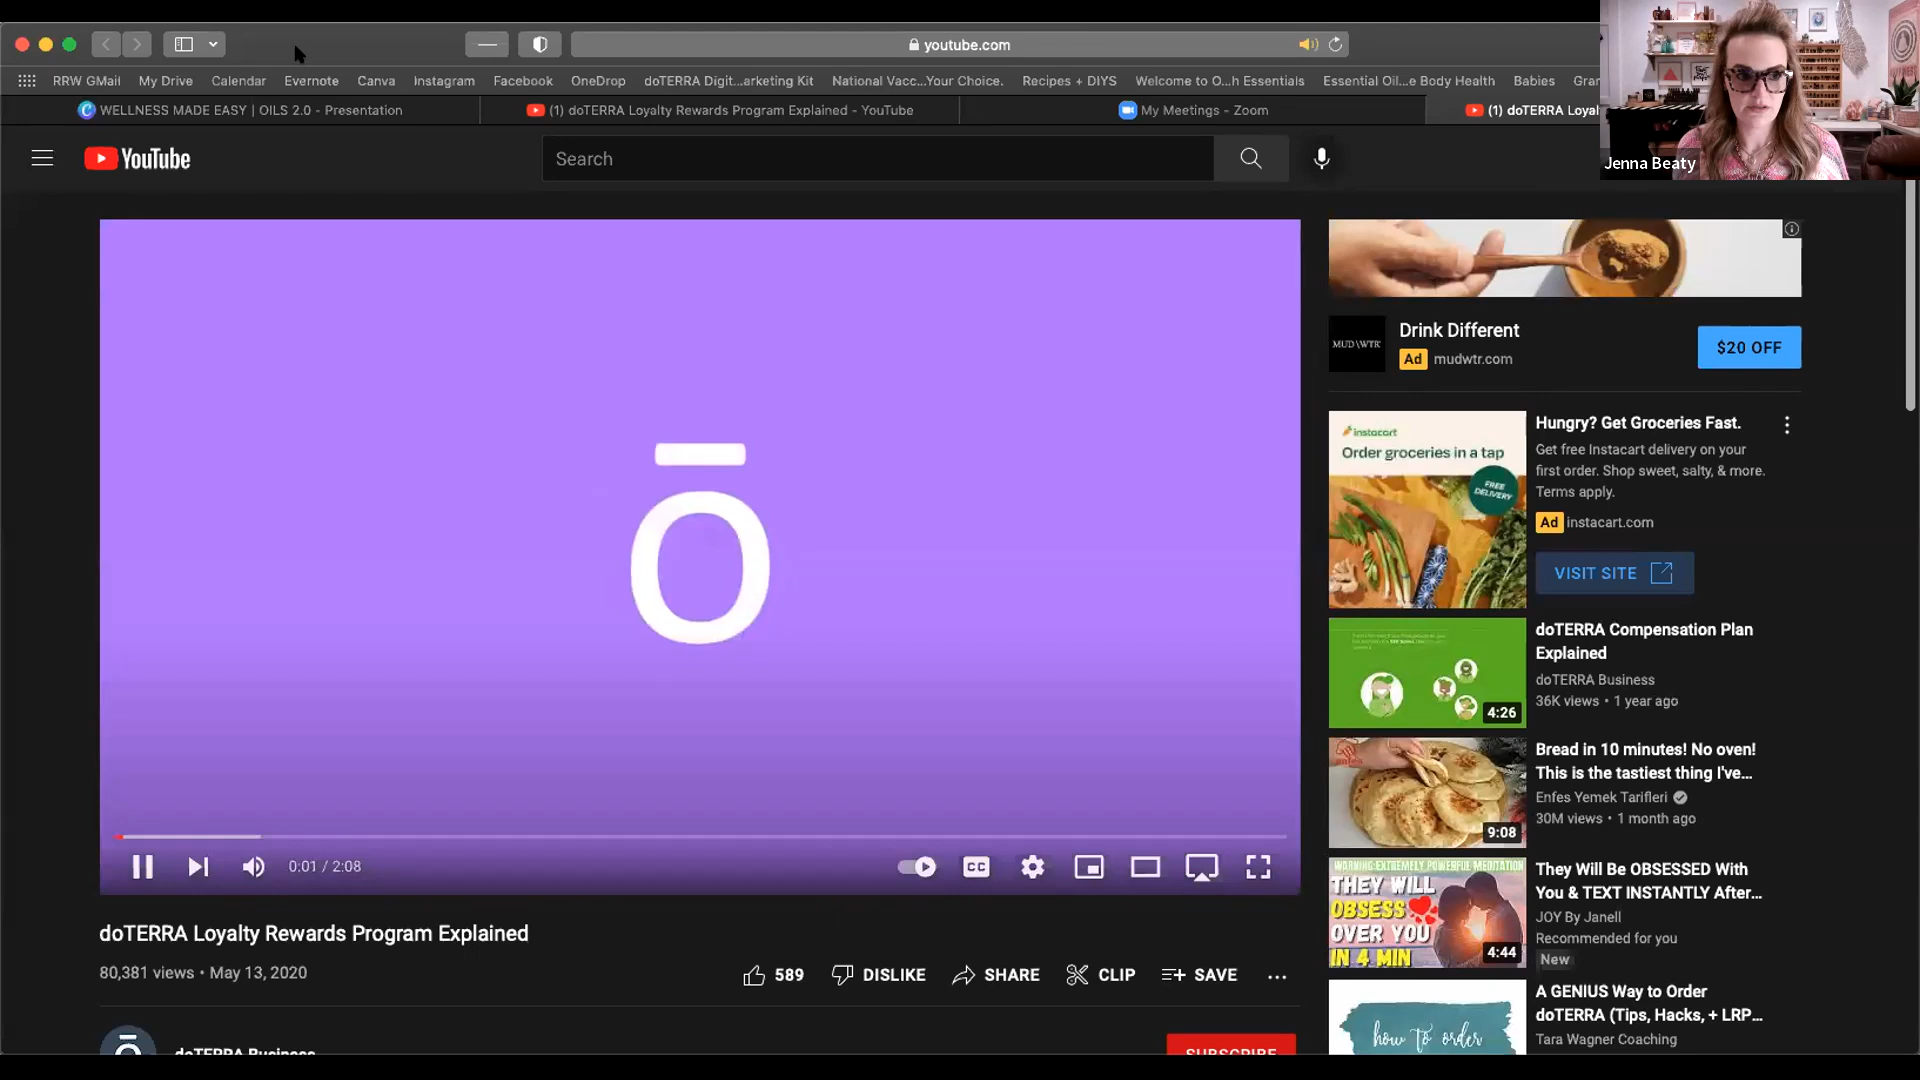 youtube.com
RRW GMail My Drive Calendar Evernote Canva Instagram Facebook OneDrop doTERRA Digit...arketing Kit National Vacc...Your Choice. Recipes + DIYS Welcome to O...h Essentials Essential Oil...e Body Health Babies Gran
WELLNESS MADE EASY | OILS 2.0 - Presentation
(1) doTERRA Loyalty Rewards Program Explained - YouTube
My Meetings - Zoom
(1) doTERRA Loyal
Jenna Beaty
YouTube
Search
ō
0:01 / 2:08
CC
doTERRA Loyalty Rewards Program Explained
80,381 views • May 13, 2020
589 DISLIKE SHARE CLIP SAVE
doTERRA Business
SUBSCRIBE
MUD\WTR
Drink Different
Ad mudwtr.com
$20 OFF
instacart
Order groceries in a tap
FREE
DELIVERY
Hungry? Get Groceries Fast.
Get free Instacart delivery on your
first order. Shop sweet, salty, & more.
Terms apply.
Ad instacart.com
VISIT SITE
4:26
doTERRA Compensation Plan
Explained
doTERRA Business
36K views • 1 year ago
9:08
Bread in 10 minutes! No oven!
This is the tastiest thing I've...
Enfes Yemek Tarifleri
30M views • 1 month ago
WARNING: EXTREMELY POWERFUL MEDITATION
THEY WILL
OBSESS
OVER YOU
IN 4 MIN
4:44
They Will Be OBSESSED With
You & TEXT INSTANTLY After...
JOY By Janell
Recommended for you
New
how to order
A GENIUS Way to Order
doTERRA (Tips, Hacks, + LRP...
Tara Wagner Coaching